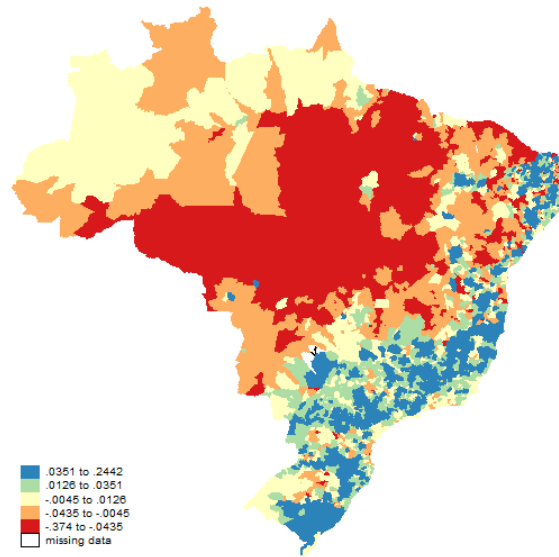 .0351 to .2442
.0126 to .0351
-.0045 to .0126
-.0435 to -.0045
-.374 to -.0435
missing data